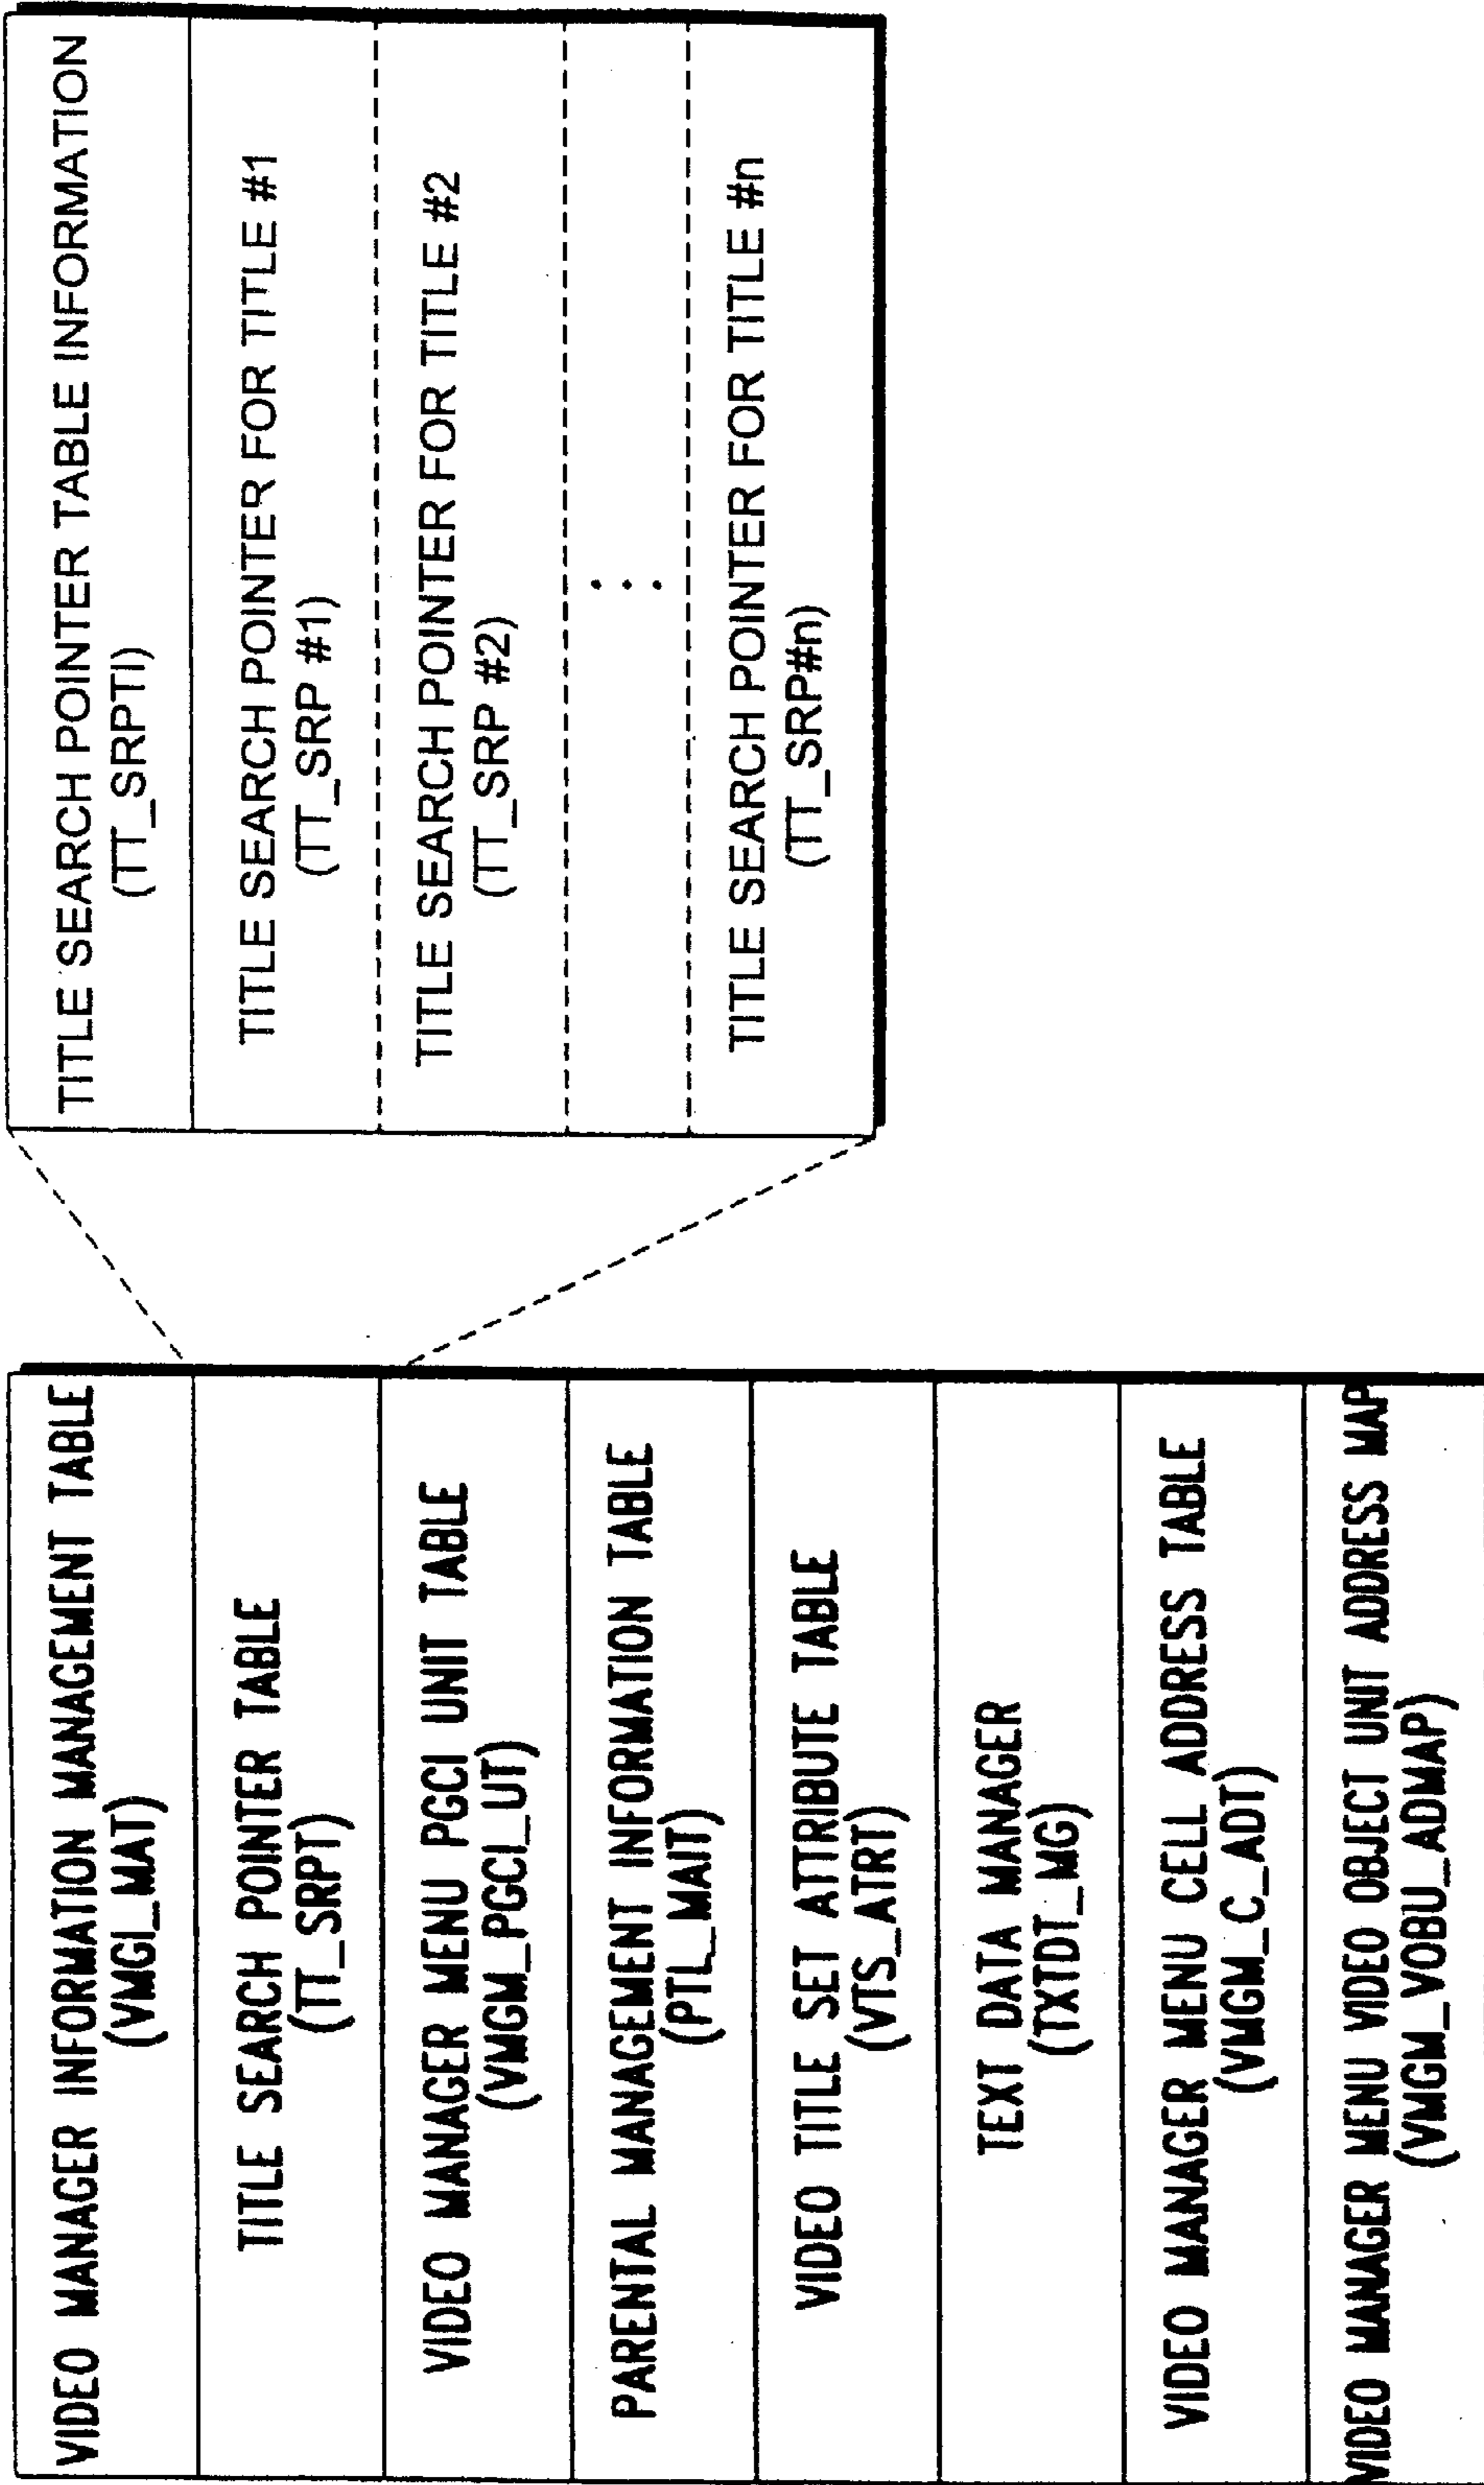 VIDEO MANAGER INFORMATION MANAGEMENT TABLE
(VMGI_MAT)
TITLE SEARCH POINTER TABLE
(TT_SRPT)
VIDEO MANAGER MENU PGCI UNIT TABLE
(VMGM_PGCI_UT)
PARENTAL MANAGEMENT INFORMATION TABLE
(PTL_MAIT)
VIDEO TITLE SET ATTRIBUTE TABLE
(VTS_ATRT)
TEXT DATA MANAGER
(TXTDT_MG)
VIDEO MANAGER MENU CELL ADDRESS TABLE
(VMGM_C_ADT)
VIDEO MANAGER MENU VIDEO OBJECT UNIT ADDRESS MAP
(VMGM_VOBU_ADMAP)
TITLE SEARCH POINTER TABLE INFORMATION
(TT_SRPTI)
TITLE SEARCH POINTER FOR TITLE #1
(TT_SRP #1)
TITLE SEARCH POINTER FOR TITLE #2
(TT_SRP #2)
...
TITLE SEARCH POINTER FOR TITLE #n
(TT_SRP#n)